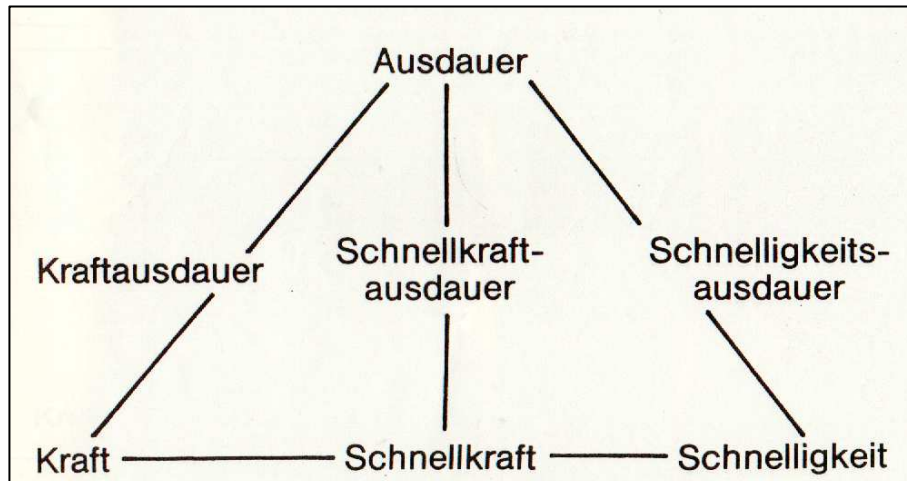 Ausdauer
Kraftausdauer
Schnellkraft-
ausdauer
Schnelligkeits-
ausdauer
Kraft
Schnellkraft
Schnelligkeit